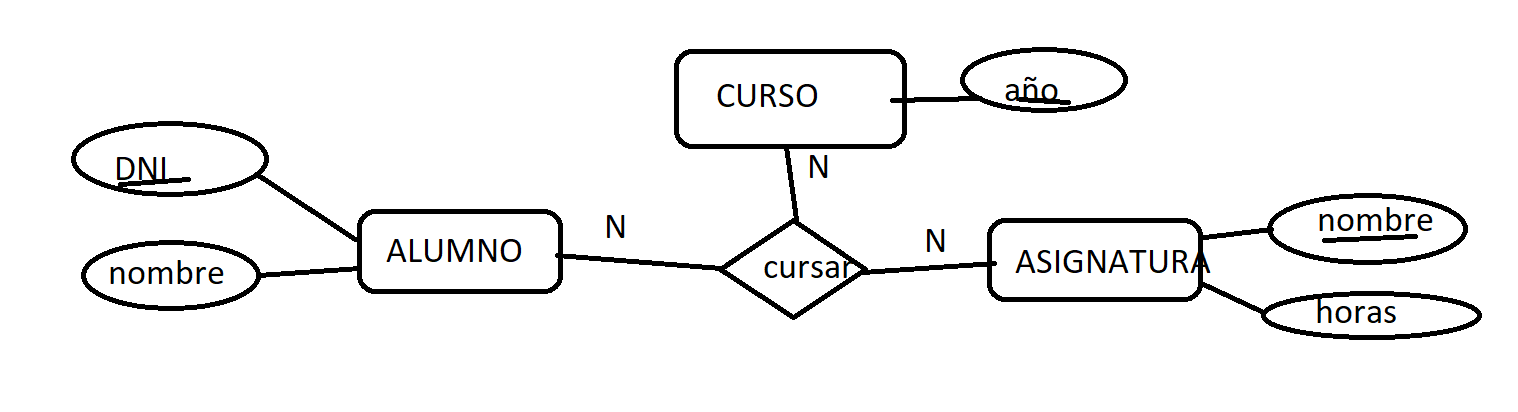 CURSO
año
N
DNI
nombre
ALUMNO
N
cursar
N
ASIGNATURA
nombre
horas